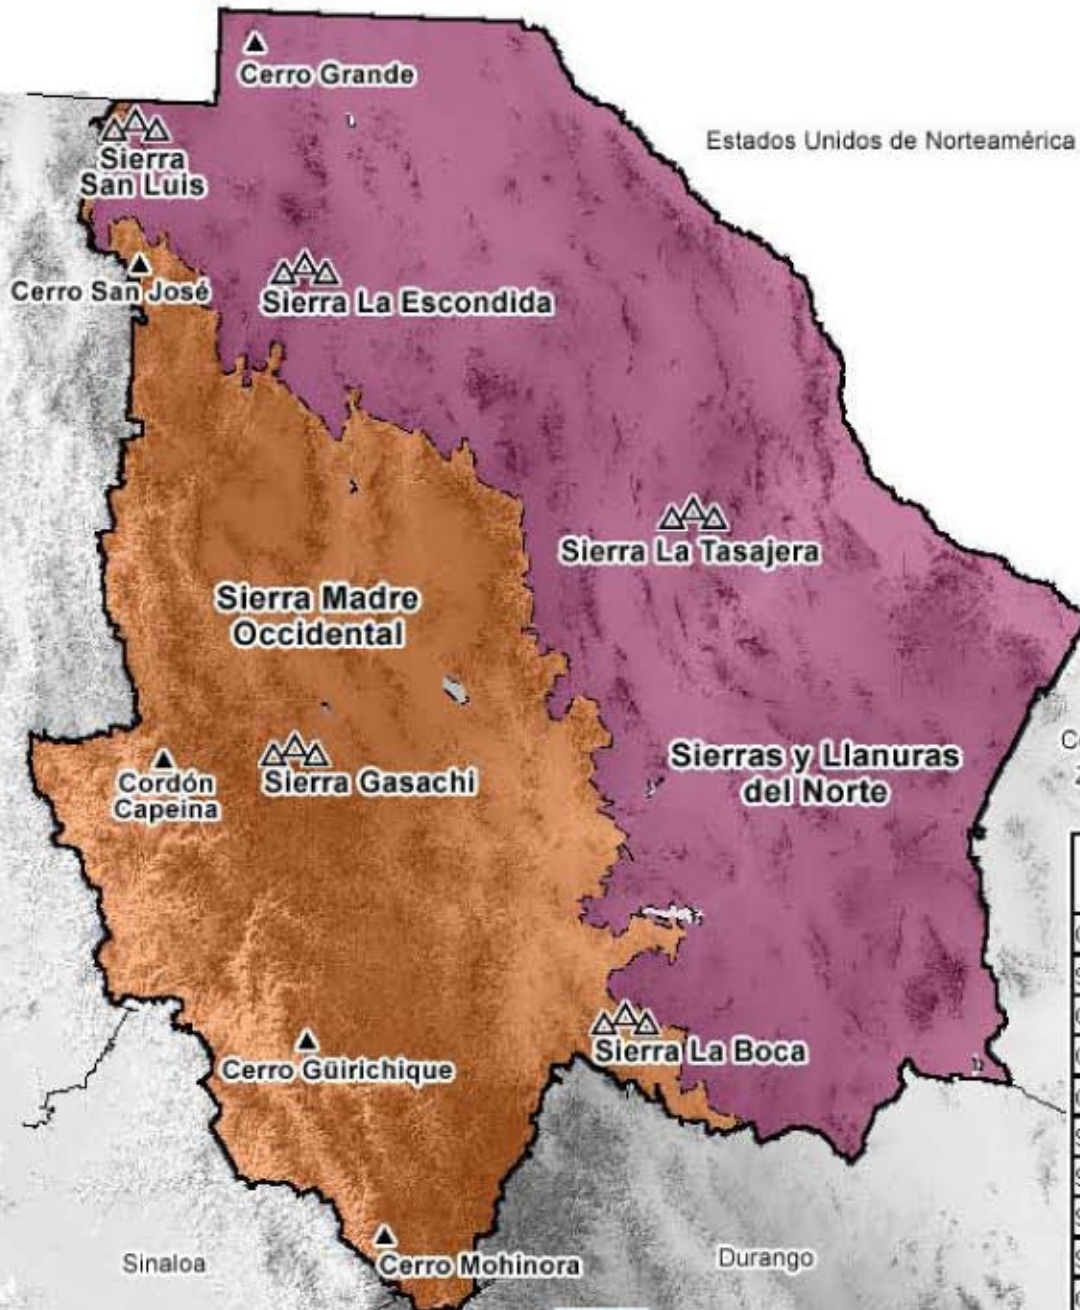 Cerro Grande
Estados Unidos de Norteamérica
Sierra
San Luis
Cerro San José
Sierra La Escondida
Sierra La Tasajera
Sierra Madre
Occidental
Sierras y Llanuras
del Norte
Cordón
Capeina
Sierra Gasachi
Sierra La Boca
Cerro Güirichique
Sinaloa
Cerro Mohinora
Durango